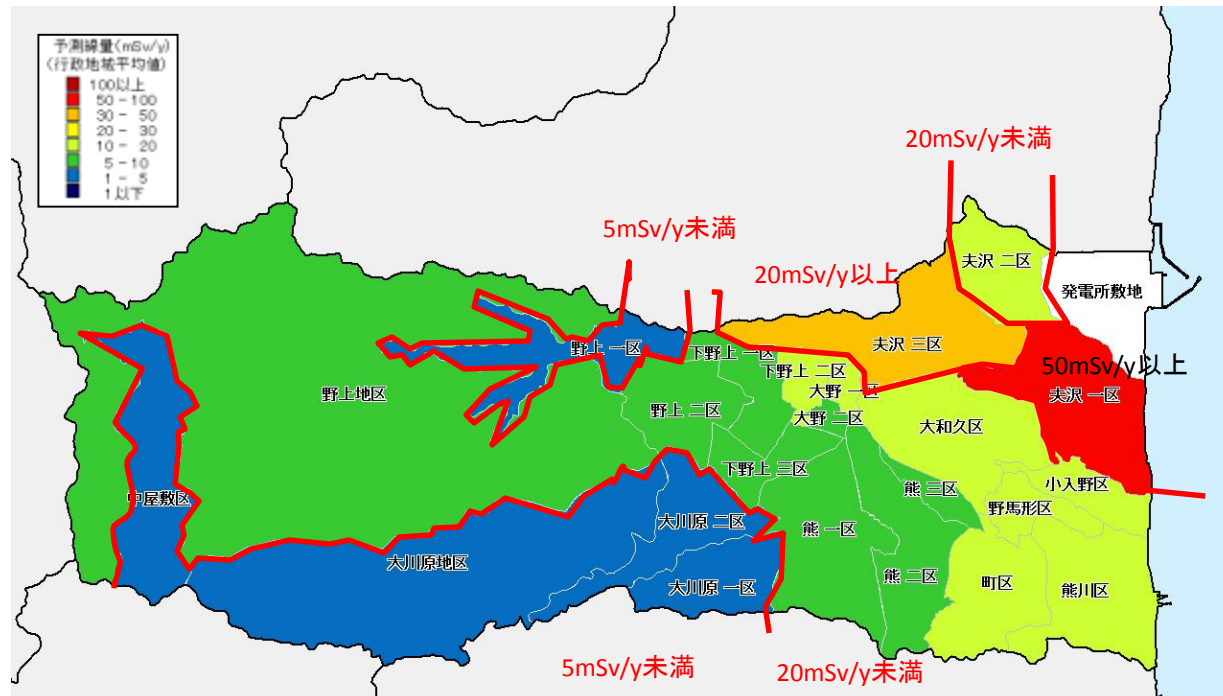 予測線量(mSv/y)
(行政地域平均値)
100以上
50－100
30－50
20－30
10－20
5－10
1－5
1以下
20mSv/y未満
5mSv/y未満
20mSv/y以上
夫沢 二区
発電所敷地
野上 一区
下野上 一区
夫沢 三区
50mSv/y以上
下野上 二区
夫沢 一区
野上地区
大野 一区
野上 二区
大野 二区
大和久区
下野上 三区
小入野区
熊 三区
中屋敷区
野馬形区
大川原 二区
熊 一区
大川原地区
熊 二区
大川原 一区
町区
熊川区
5mSv/y未満
20mSv/y未満